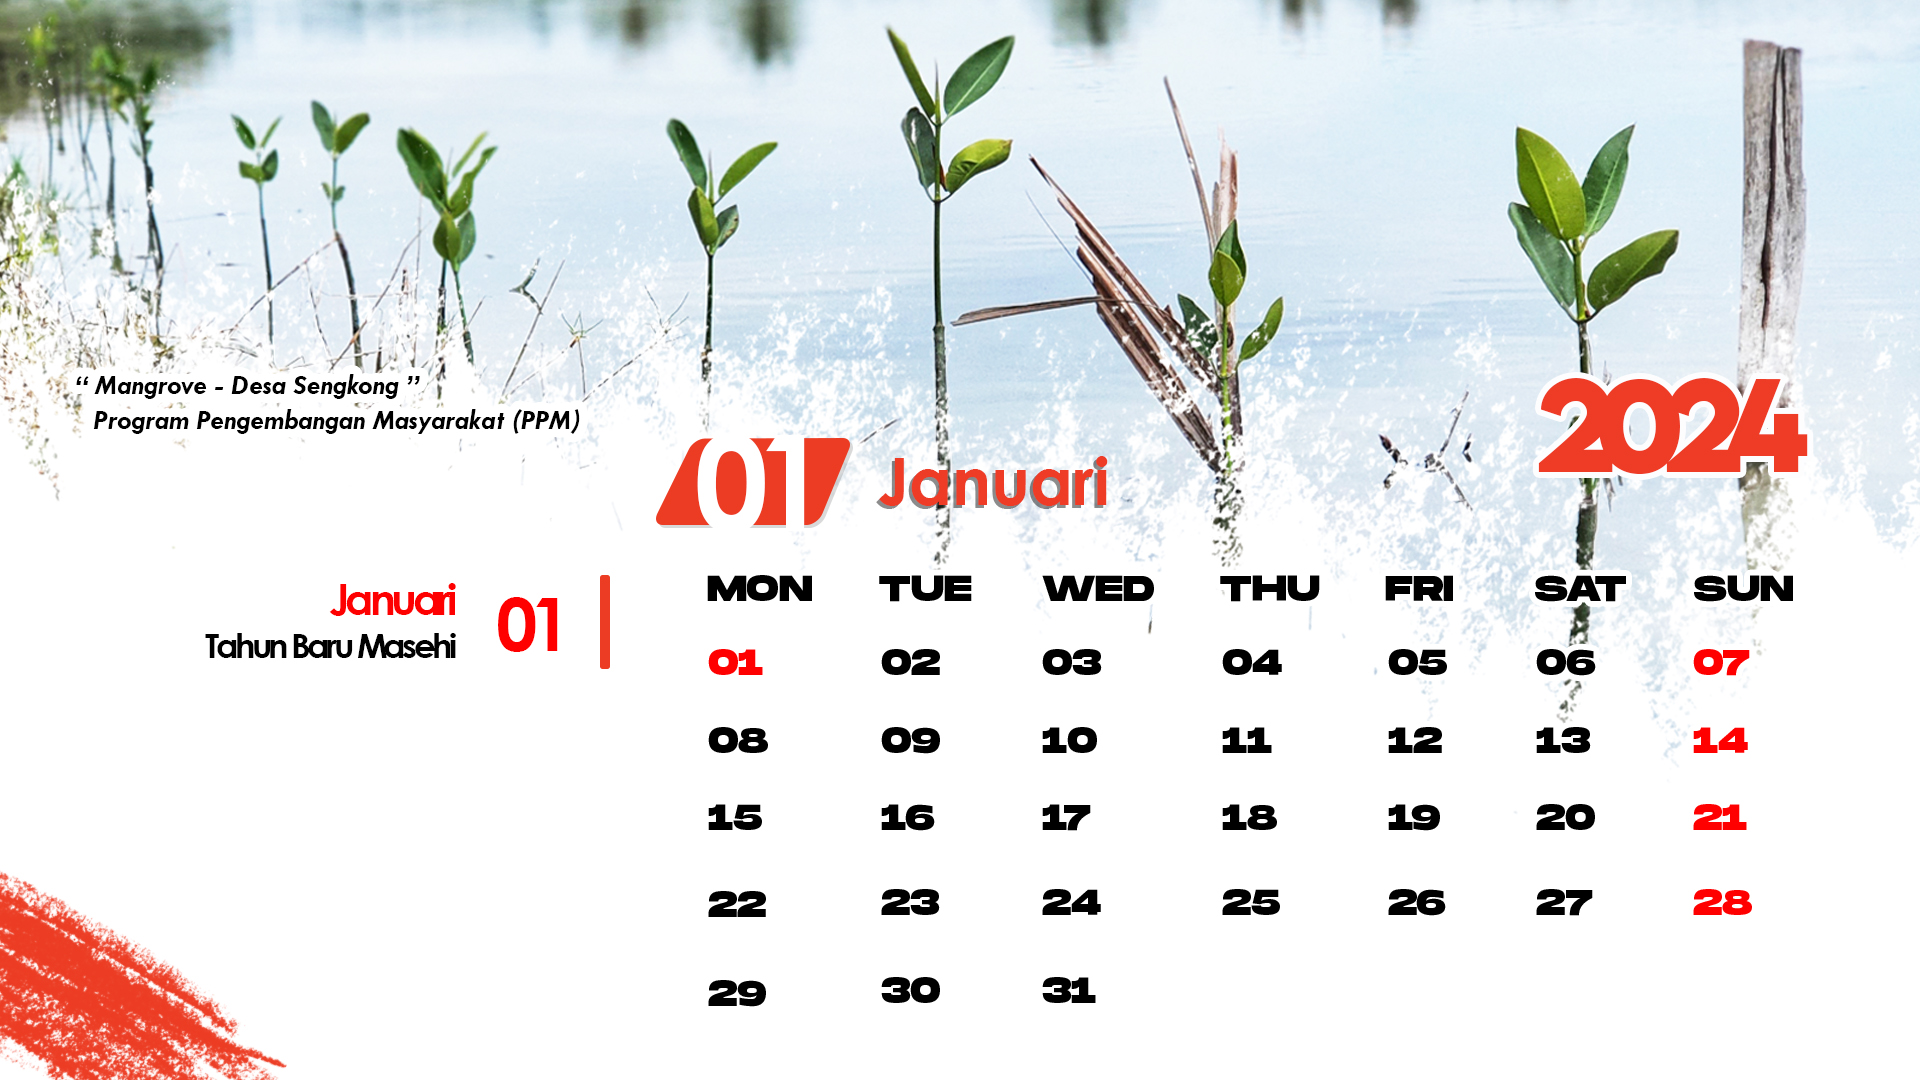 “ Mangrove - Desa Sengkong ”
Program Pengembangan Masyarakat (PPM)
2024
01 Januari
Januari
Tahun Baru Masehi
01
MON TUE WED THU FRI SAT SUN
01 02 03 04 05 06 07
08 09 10 11 12 13 14
15 16 17 18 19 20 21
22 23 24 25 26 27 28
29 30 31